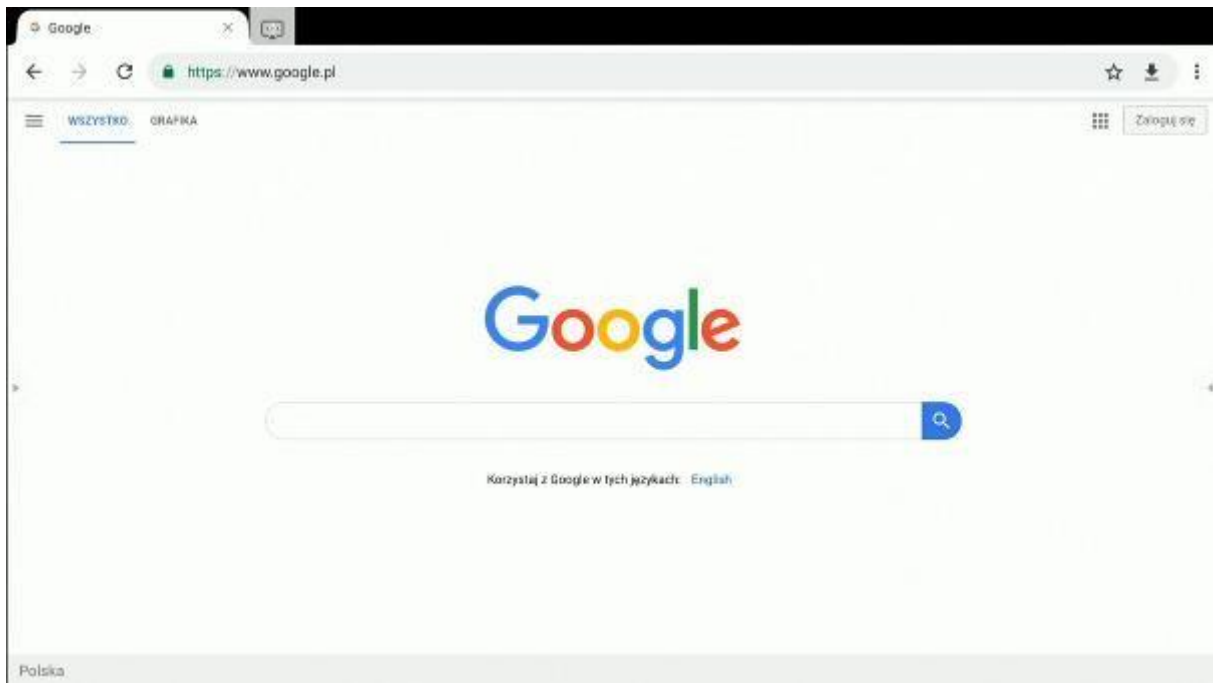 Google
https://www.google.pl
WSZYSTKO GRAFIKA
Zaloguj się
Google
Korzystaj z Google w tych językach: English
Polska